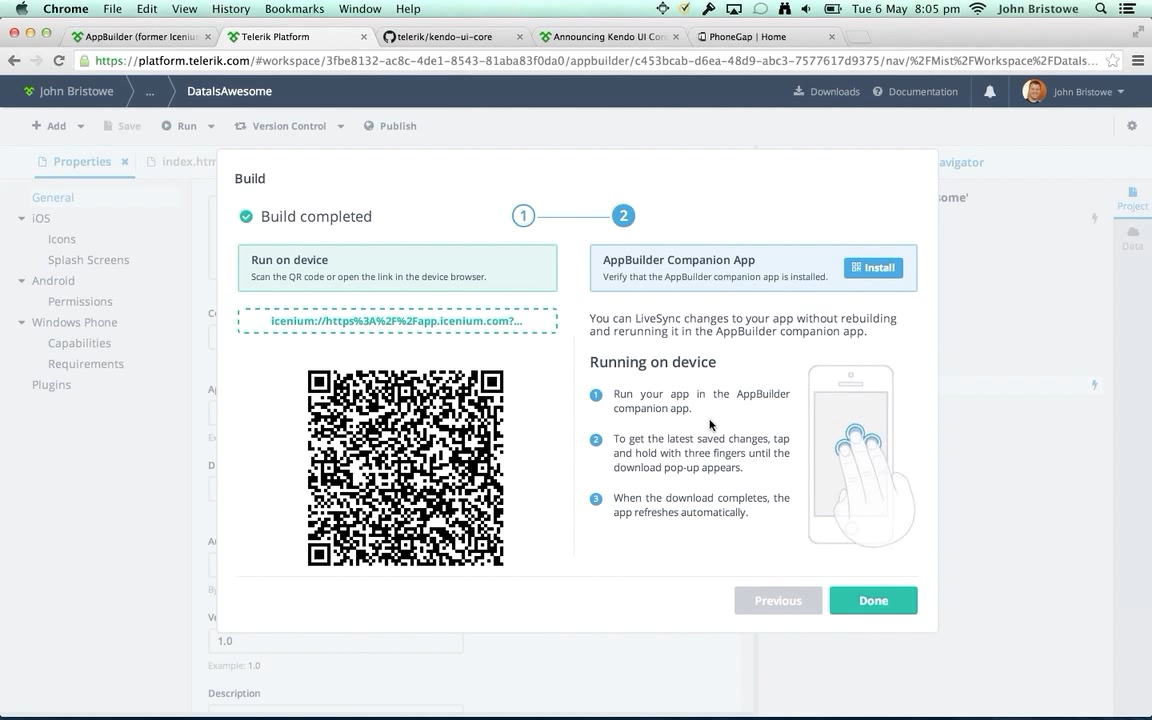 Chrome File Edit View History Bookmarks Window Help Tue 6 May 8:05 pm John Bristowe
AppBuilder (former Icenium Telerik Platform telerik/kendo-ui-core Announcing Kendo UI Cor PhoneGap | Home
https://platform.telerik.com/#workspace/3fbe8132-ac8c-4de1-8543-81aba83f0da0/appbuilder/c453bcab-d6ea-48d9-abc3-7577617d9375/nav/%2FMist%2FWorkspace%2FDataIs...
John Bristowe ... DataIsAwesome Downloads Documentation John Bristowe
Add Save Run Version Control Publish
Properties index.htm avigator
Build
General
some'
Project
iOS
Build completed 1 2
Icons
Data
Splash Screens
Run on device
Scan the QR code or open the link in the device browser.
AppBuilder Companion App
Verify that the AppBuilder companion app is installed.
Install
Android
Permissions
Windows Phone
icenium://https%3A%2F%2Fapp.icenium.com?...
You can LiveSync changes to your app without rebuilding
and rerunning it in the AppBuilder companion app.
Capabilities
Requirements
Plugins
Running on device
1 Run your app in the AppBuilder
companion app.
2 To get the latest saved changes, tap
and hold with three fingers until the
download pop-up appears.
3 When the download completes, the
app refreshes automatically.
Previous Done
1.0
Example: 1.0
Description